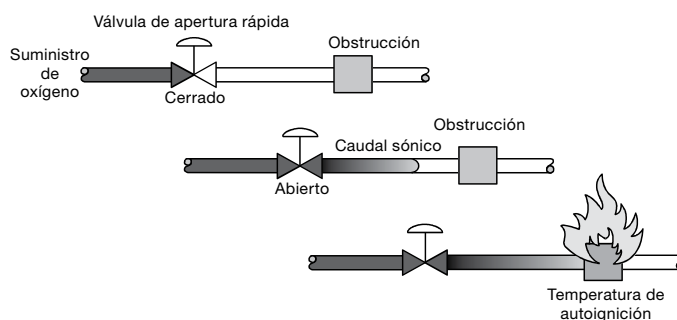 Válvula de apertura rápida
Suministro
de
oxígeno
Obstrucción
Cerrado
Caudal sónico
Obstrucción
Abierto
Temperatura de
autoignición